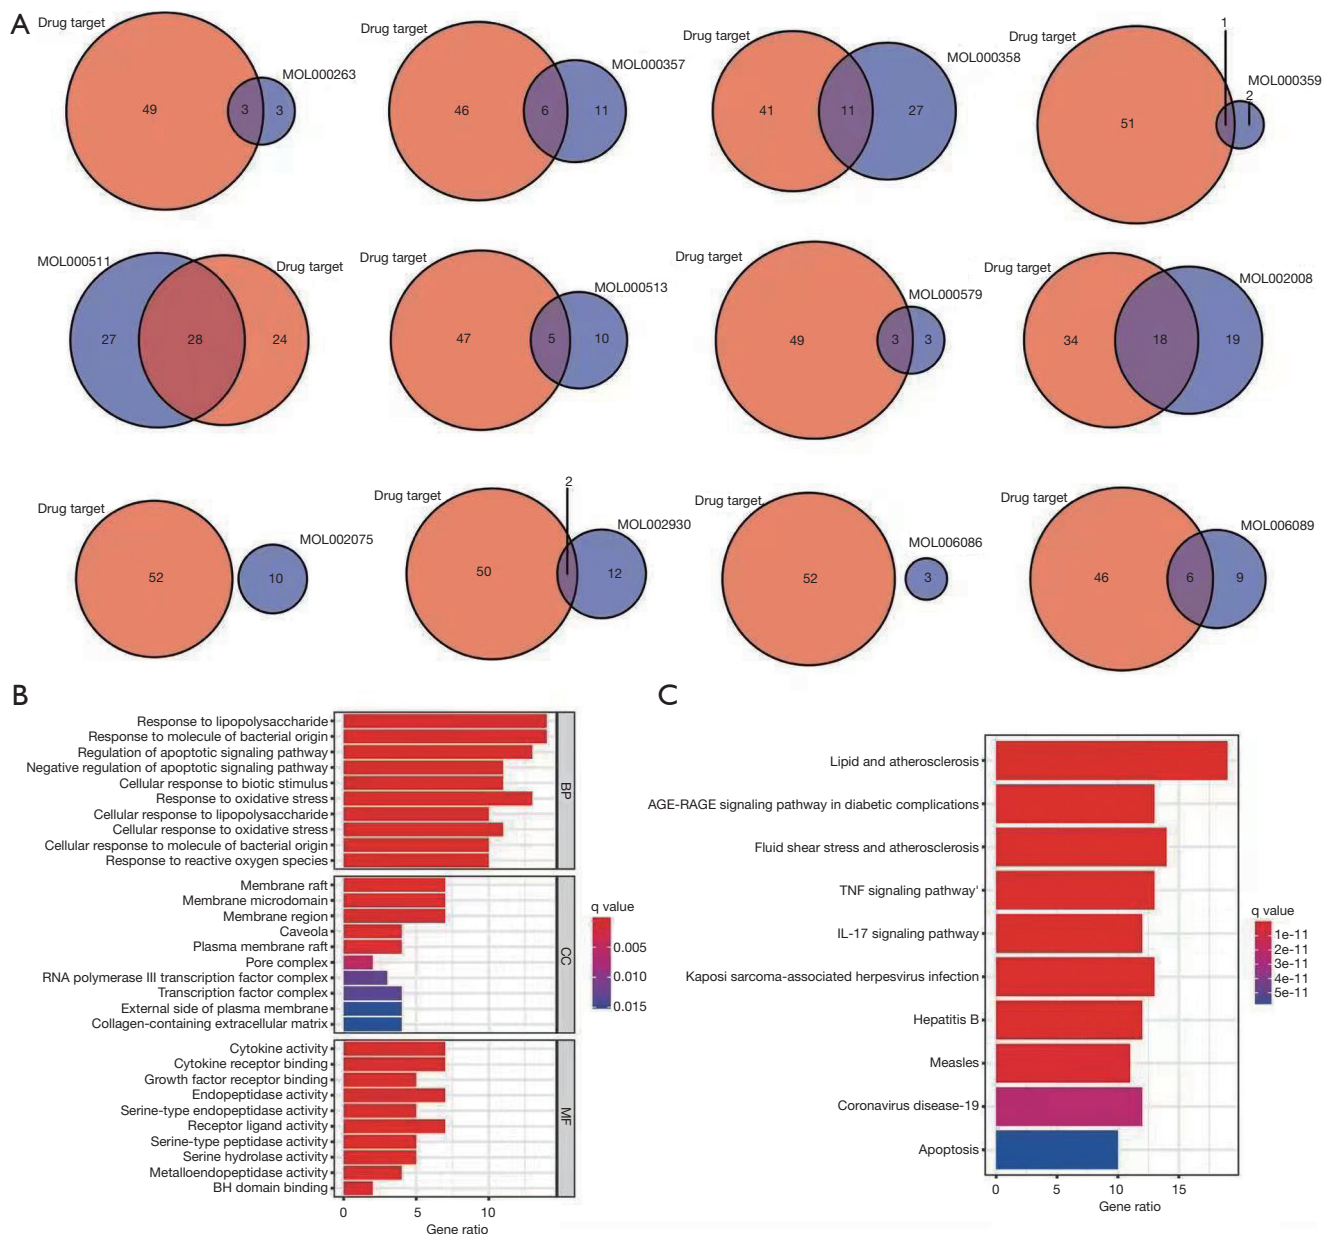 A
Drug target
MOL000263
49
3
3
Drug target
MOL000357
46
6
11
Drug target
MOL000358
41
11
27
Drug target
1
MOL000359
2
51
MOL000511
Drug target
27
28
24
Drug target
MOL000513
47
5
10
Drug target
MOL000579
49
3
3
Drug target
MOL002008
34
18
19
Drug target
MOL002075
52
10
Drug target
2
MOL002930
50
12
Drug target
MOL006086
52
3
Drug target
MOL006089
46
6
9
B
Response to lipopolysaccharide
Response to molecule of bacterial origin
Regulation of apoptotic signaling pathway
Negative regulation of apoptotic signaling pathway
Cellular response to biotic stimulus
Response to oxidative stress
Cellular response to lipopolysaccharide
Cellular response to oxidative stress
Cellular response to molecule of bacterial origin
Response to reactive oxygen species
BP
Membrane raft
Membrane microdomain
Membrane region
Caveola
Plasma membrane raft
Pore complex
RNA polymerase III transcription factor complex
Transcription factor complex
External side of plasma membrane
Collagen-containing extracellular matrix
CC
Cytokine activity
Cytokine receptor binding
Growth factor receptor binding
Endopeptidase activity
Serine-type endopeptidase activity
Receptor ligand activity
Serine-type peptidase activity
Serine hydrolase activity
Metalloendopeptidase activity
BH domain binding
MF
0 5 10
Gene ratio
q value
0.005
0.010
0.015
C
Lipid and atherosclerosis
AGE-RAGE signaling pathway in diabetic complications
Fluid shear stress and atherosclerosis
TNF signaling pathway'
IL-17 signaling pathway
Kaposi sarcoma-associated herpesvirus infection
Hepatitis B
Measles
Coronavirus disease-19
Apoptosis
0 5 10 15
Gene ratio
q value
1e-11
2e-11
3e-11
4e-11
5e-11